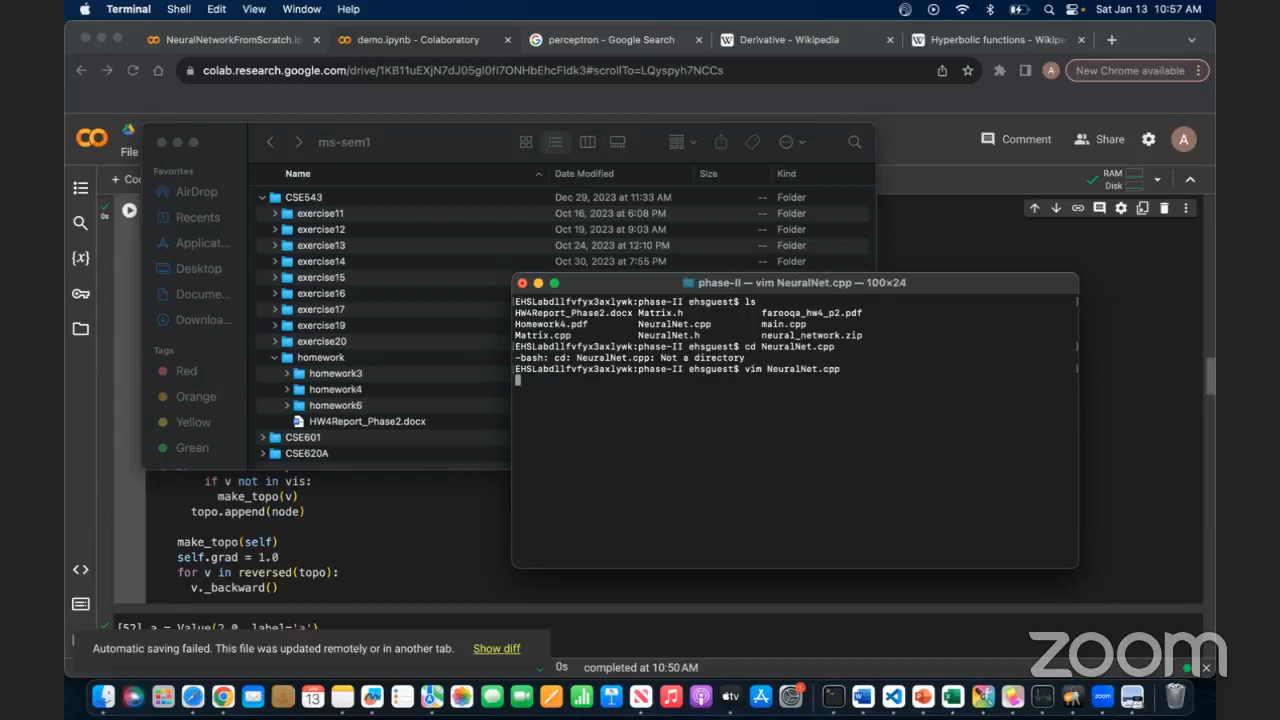 Terminal Shell Edit View Window Help Sat Jan 13 10:57 AM
NeuralNetworkFromScratch.ip demo.ipynb - Colaboratory perceptron - Google Search Derivative - Wikipedia Hyperbolic functions - Wikipe
colab.research.google.com/drive/1KB11uEXjN7dJ05gI0fI7ONHbEhcFIdk3#scrollTo=LQyspyh7NCCs A New Chrome available
File Comment Share A
+ Co RAM
Disk
ms-sem1
Name Date Modified Size Kind
Favorites
AirDrop
Recents
Applicat...
Desktop
Docume...
Downloa...
Tags
Red
Orange
Yellow
Green
CSE543 Dec 29, 2023 at 11:33 AM -- Folder
exercise11 Oct 16, 2023 at 6:08 PM -- Folder
exercise12 Oct 19, 2023 at 9:03 AM -- Folder
exercise13 Oct 24, 2023 at 12:10 PM -- Folder
exercise14 Oct 30, 2023 at 7:55 PM -- Folder
exercise15
exercise16
exercise17
exercise19
exercise20
homework
homework3
homework4
homework6
HW4Report_Phase2.docx
CSE601
CSE620A
phase-II — vim NeuralNet.cpp — 100×24
EHSLabdllfvfyx3axlywk:phase-II ehsguest$ ls
HW4Report_Phase2.docx Matrix.h farooqa_hw4_p2.pdf
Homework4.pdf NeuralNet.cpp main.cpp
Matrix.cpp NeuralNet.h neural_network.zip
EHSLabdllfvfyx3axlywk:phase-II ehsguest$ cd NeuralNet.cpp
-bash: cd: NeuralNet.cpp: Not a directory
EHSLabdllfvfyx3axlywk:phase-II ehsguest$ vim NeuralNet.cpp
0s
{x}
if v not in vis:
make_topo(v)
topo.append(node)
make_topo(self)
self.grad = 1.0
for v in reversed(topo):
v._backward()
[52] a = Value(2.0, label='a')
Automatic saving failed. This file was updated remotely or in another tab. Show diff
0s completed at 10:50 AM
zoom